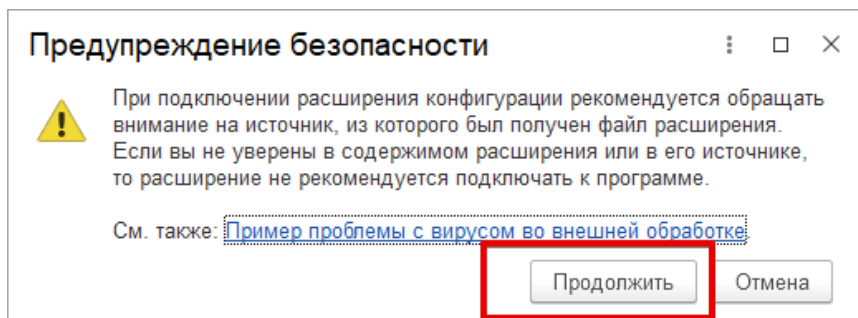 Предупреждение безопасности
При подключении расширения конфигурации рекомендуется обращать
внимание на источник, из которого был получен файл расширения.
Если вы не уверены в содержимом расширения или в его источнике,
то расширение не рекомендуется подключать к программе.
См. также: Пример проблемы с вирусом во внешней обработке.
Продолжить Отмена